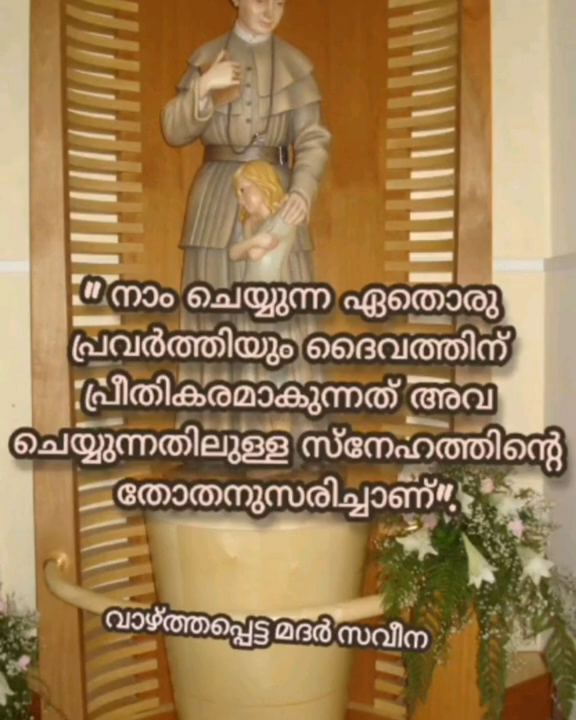 " നാം ചെയ്യുന്ന ഏതൊരു
പ്രവർത്തിയും ദൈവത്തിന്
പ്രീതികരമാകുന്നത് അവ
ചെയ്യുന്നതിലുള്ള സ്നേഹത്തിന്റെ
തോതനുസരിച്ചാണ്".
വാഴ്ത്തപ്പെട്ട മദർ സവീന